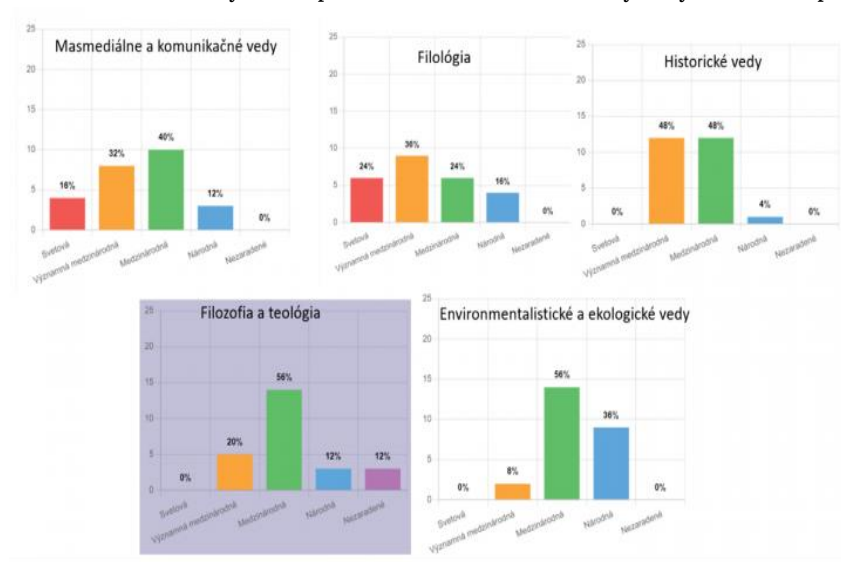 Masmediálne a komunikačné vedy
25
20
15
10
5
0
16%
32%
40%
12%
0%
Svetová
Významná medzinárodná
Medzinárodná
Národná
Nezaradené
Filológia
25
20
15
10
5
0
24%
36%
24%
16%
0%
Svetová
Významná medzinárodná
Medzinárodná
Národná
Nezaradené
Historické vedy
25
20
15
10
5
0
0%
48%
48%
4%
0%
Svetová
Významná medzinárodná
Medzinárodná
Národná
Nezaradené
Filozofia a teológia
25
20
15
10
5
0
0%
20%
56%
12%
12%
Svetová
Významná medzinárodná
Medzinárodná
Národná
Nezaradené
Environmentalistické a ekologické vedy
25
20
15
10
5
0
0%
8%
56%
36%
0%
Svetová
Významná medzinárodná
Medzinárodná
Národná
Nezaradené